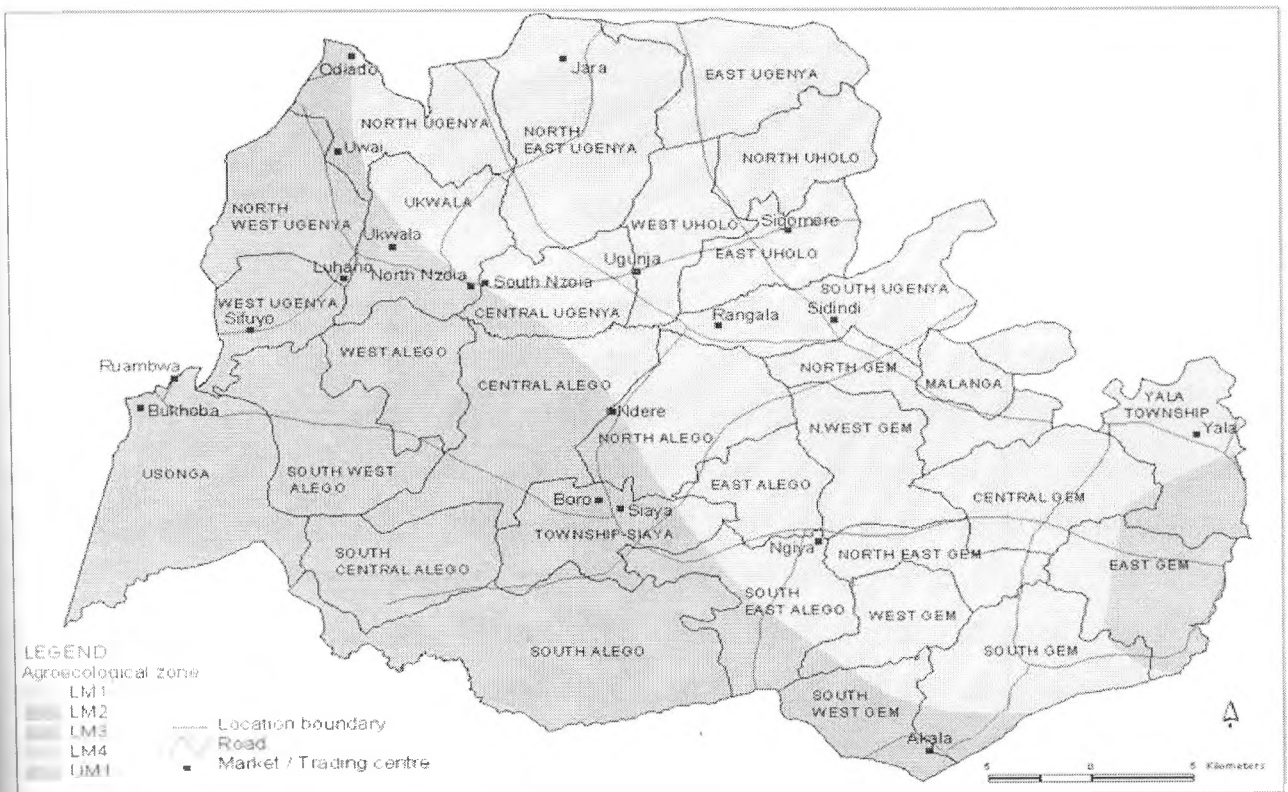 Odiado
Jara
EAST UGENYA
NORTH UGENYA
NORTH
EAST UGENYA
Uwai
NORTH UHOLO
UKWALA
NORTH
WEST UGENYA
WEST UHOLO
Sigomere
Ukwala
EAST UHOLO
Ugunja
Luhano
North Nzoia
South Nzoia
SOUTH UGENYA
WEST UGENYA
CENTRAL UGENYA
Rangala
Sidindi
Sifuyo
WEST ALEGO
Ruambwa
CENTRAL ALEGO
NORTH GEM
MALANGA
YALA
TOWNSHIP
Bukhoba
Ndere
NORTH ALEGO
N.WEST GEM
Yala
USONGA
SOUTH WEST
ALEGO
EAST ALEGO
CENTRAL GEM
Boro
Siaya
TOWNSHIP-SIAYA
Ngiya
NORTH EAST GEM
EAST GEM
SOUTH
CENTRAL ALEGO
SOUTH
EAST ALEGO
WEST GEM
SOUTH ALEGO
SOUTH GEM
SOUTH
WEST GEM
Akala
LEGEND
Agroecological zone
LM1
LM2
LM3
LM4
UM1
Location boundary
Road
Market / Trading centre
5 0 5 Kilometers